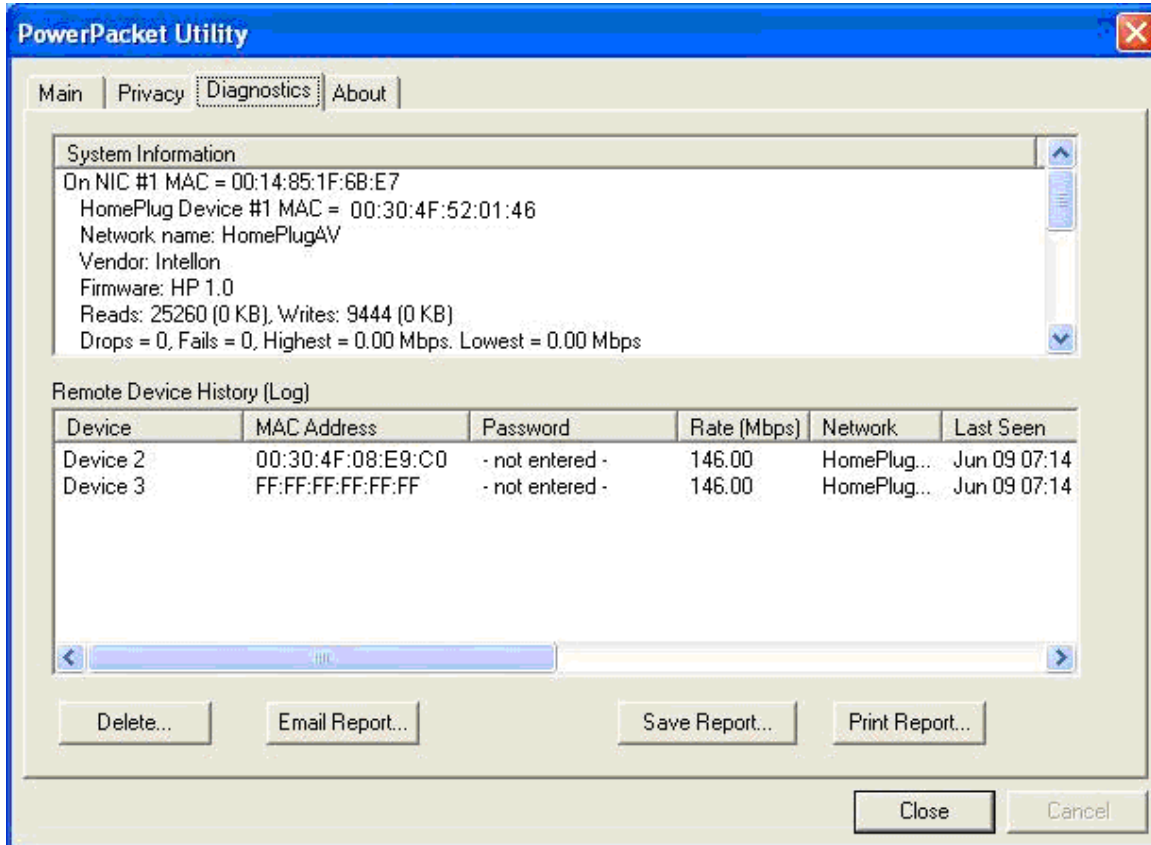 PowerPacket Utility
Main Privacy Diagnostics About
System Information
On NIC #1 MAC = 00:14:85:1F:6B:E7
HomePlug Device #1 MAC = 00:30:4F:52:01:46
Network name: HomePlugAV
Vendor: Intellon
Firmware: HP 1.0
Reads: 25260 (0 KB), Writes: 9444 (0 KB)
Drops = 0, Fails = 0, Highest = 0.00 Mbps. Lowest = 0.00 Mbps
Remote Device History (Log)
Device MAC Address Password Rate (Mbps) Network Last Seen
Device 2 00:30:4F:08:E9:C0 - not entered - 146.00 HomePlug... Jun 09 07:14
Device 3 FF:FF:FF:FF:FF:FF - not entered - 146.00 HomePlug... Jun 09 07:14
Delete... Email Report... Save Report... Print Report...
Close Cancel